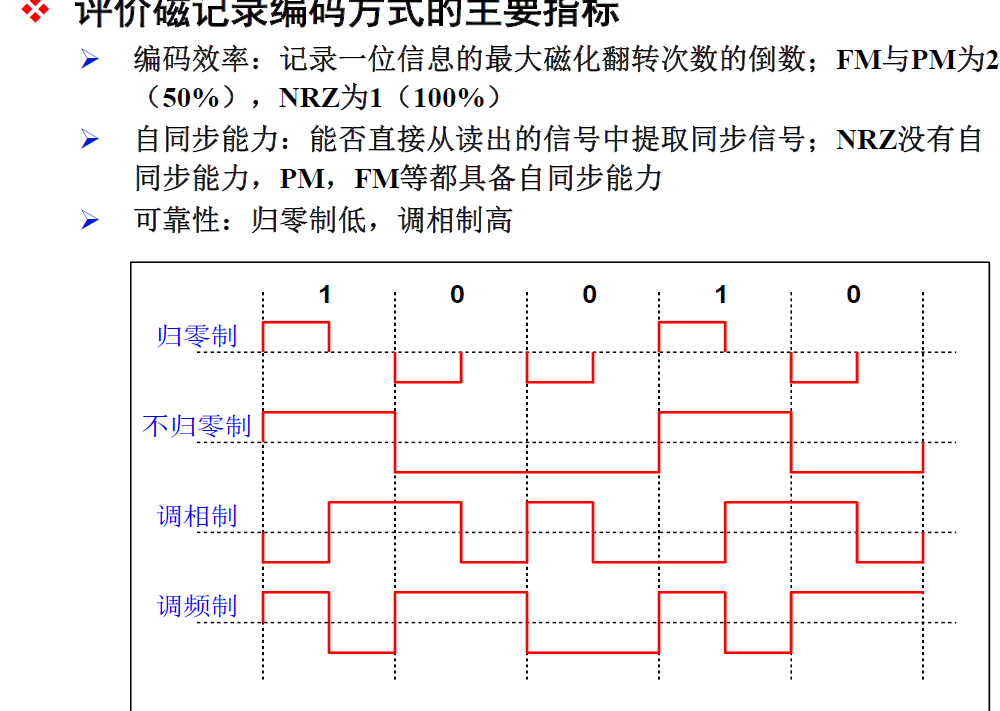 ❖ 评价磁记录编码方式的主要指标
➢ 编码效率：记录一位信息的最大磁化翻转次数的倒数；FM与PM为2
（50%），NRZ为1（100%）
➢ 自同步能力：能否直接从读出的信号中提取同步信号；NRZ没有自
同步能力，PM，FM等都具备自同步能力
➢ 可靠性：归零制低，调相制高
1 0 0 1 0
归零制
不归零制
调相制
调频制